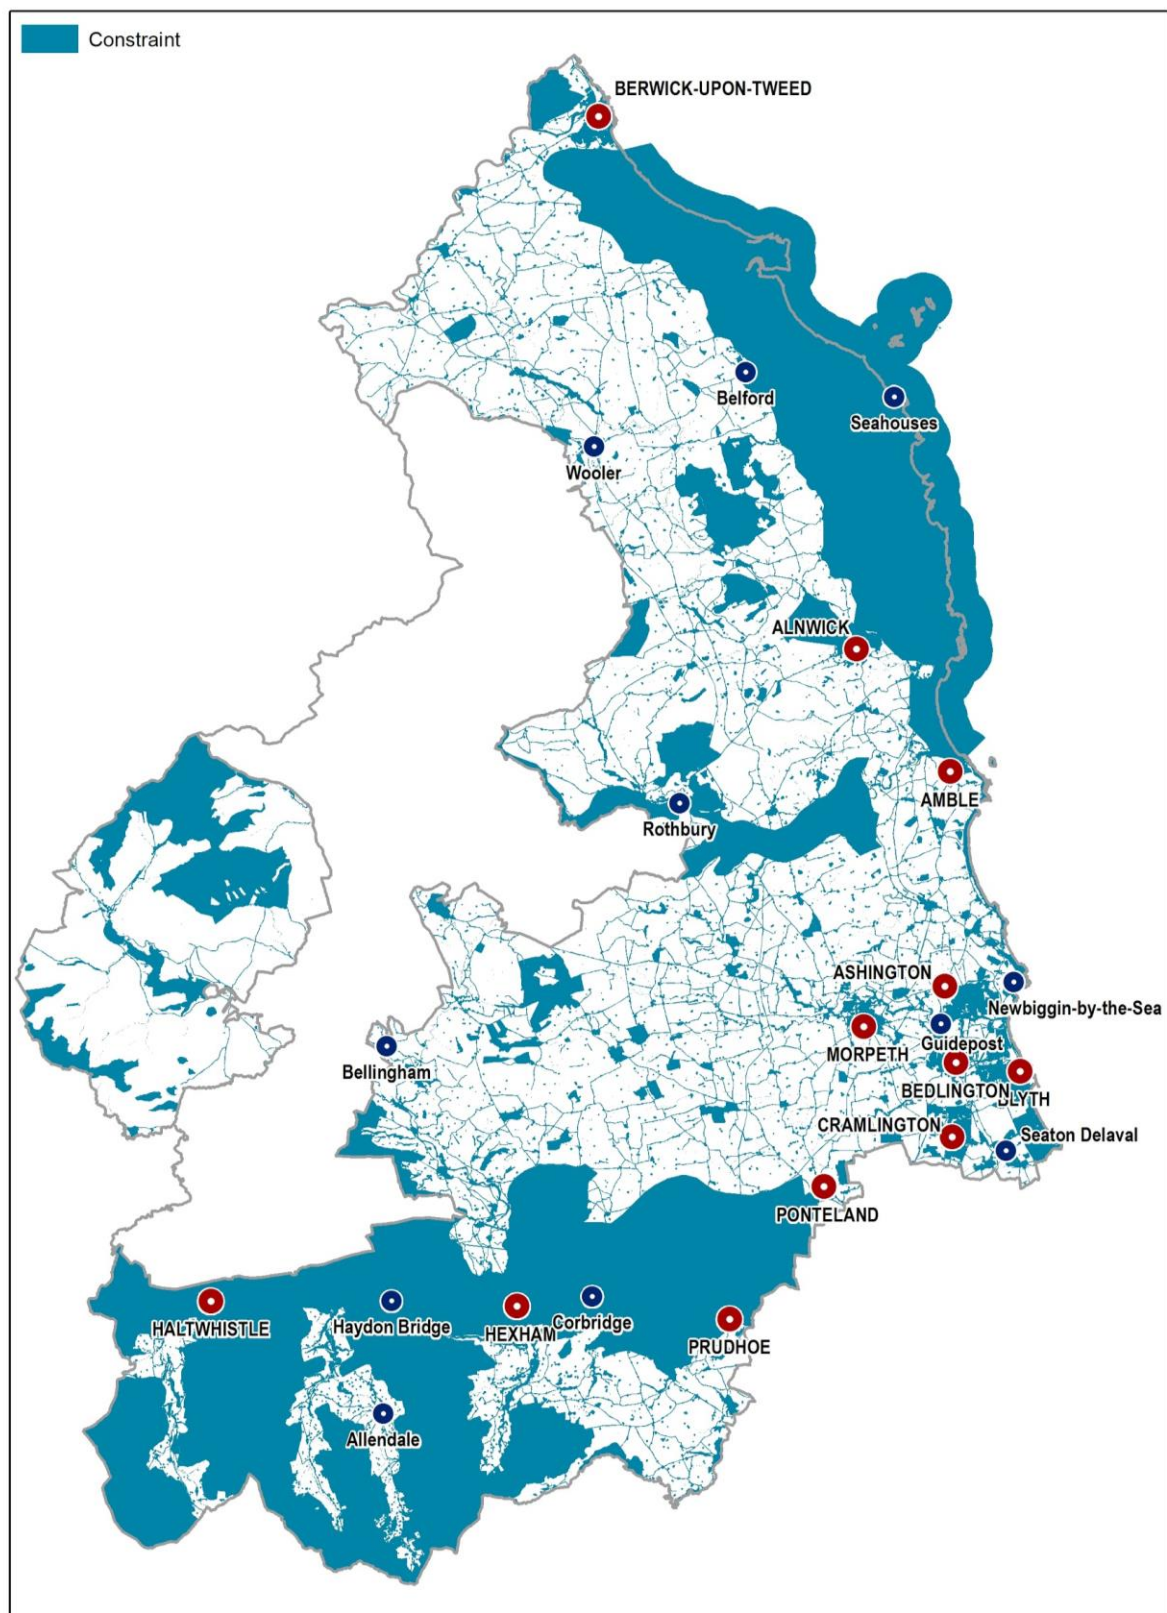 Constraint
BERWICK-UPON-TWEED
Belford
Seahouses
Wooler
ALNWICK
AMBLE
Rothbury
ASHINGTON
Newbiggin-by-the-Sea
Guidepost
MORPETH
Bellingham
BEDLINGTON
BLYTH
CRAMLINGTON
Seaton Delaval
PONTELAND
HALTWHISTLE
Haydon Bridge
HEXHAM
Corbridge
PRUDHOE
Allendale